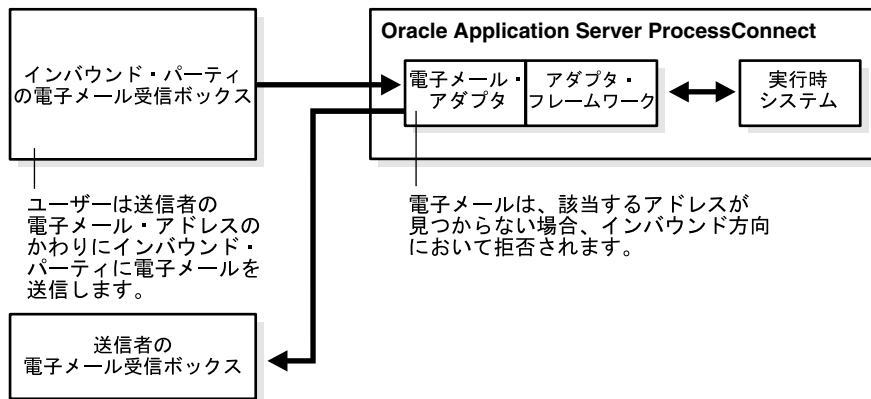 Oracle Application Server ProcessConnect
インバウンド・パーティ
の電子メール受信ボックス
電子メール・
アダプタ
アダプタ・
フレームワーク
実行時
システム
ユーザーは送信者の
電子メール・アドレスの
かわりにインバウンド・
パーティに電子メールを
送信します。
電子メールは、該当するアドレスが
見つからない場合、インバウンド方向
において拒否されます。
送信者の
電子メール受信ボックス